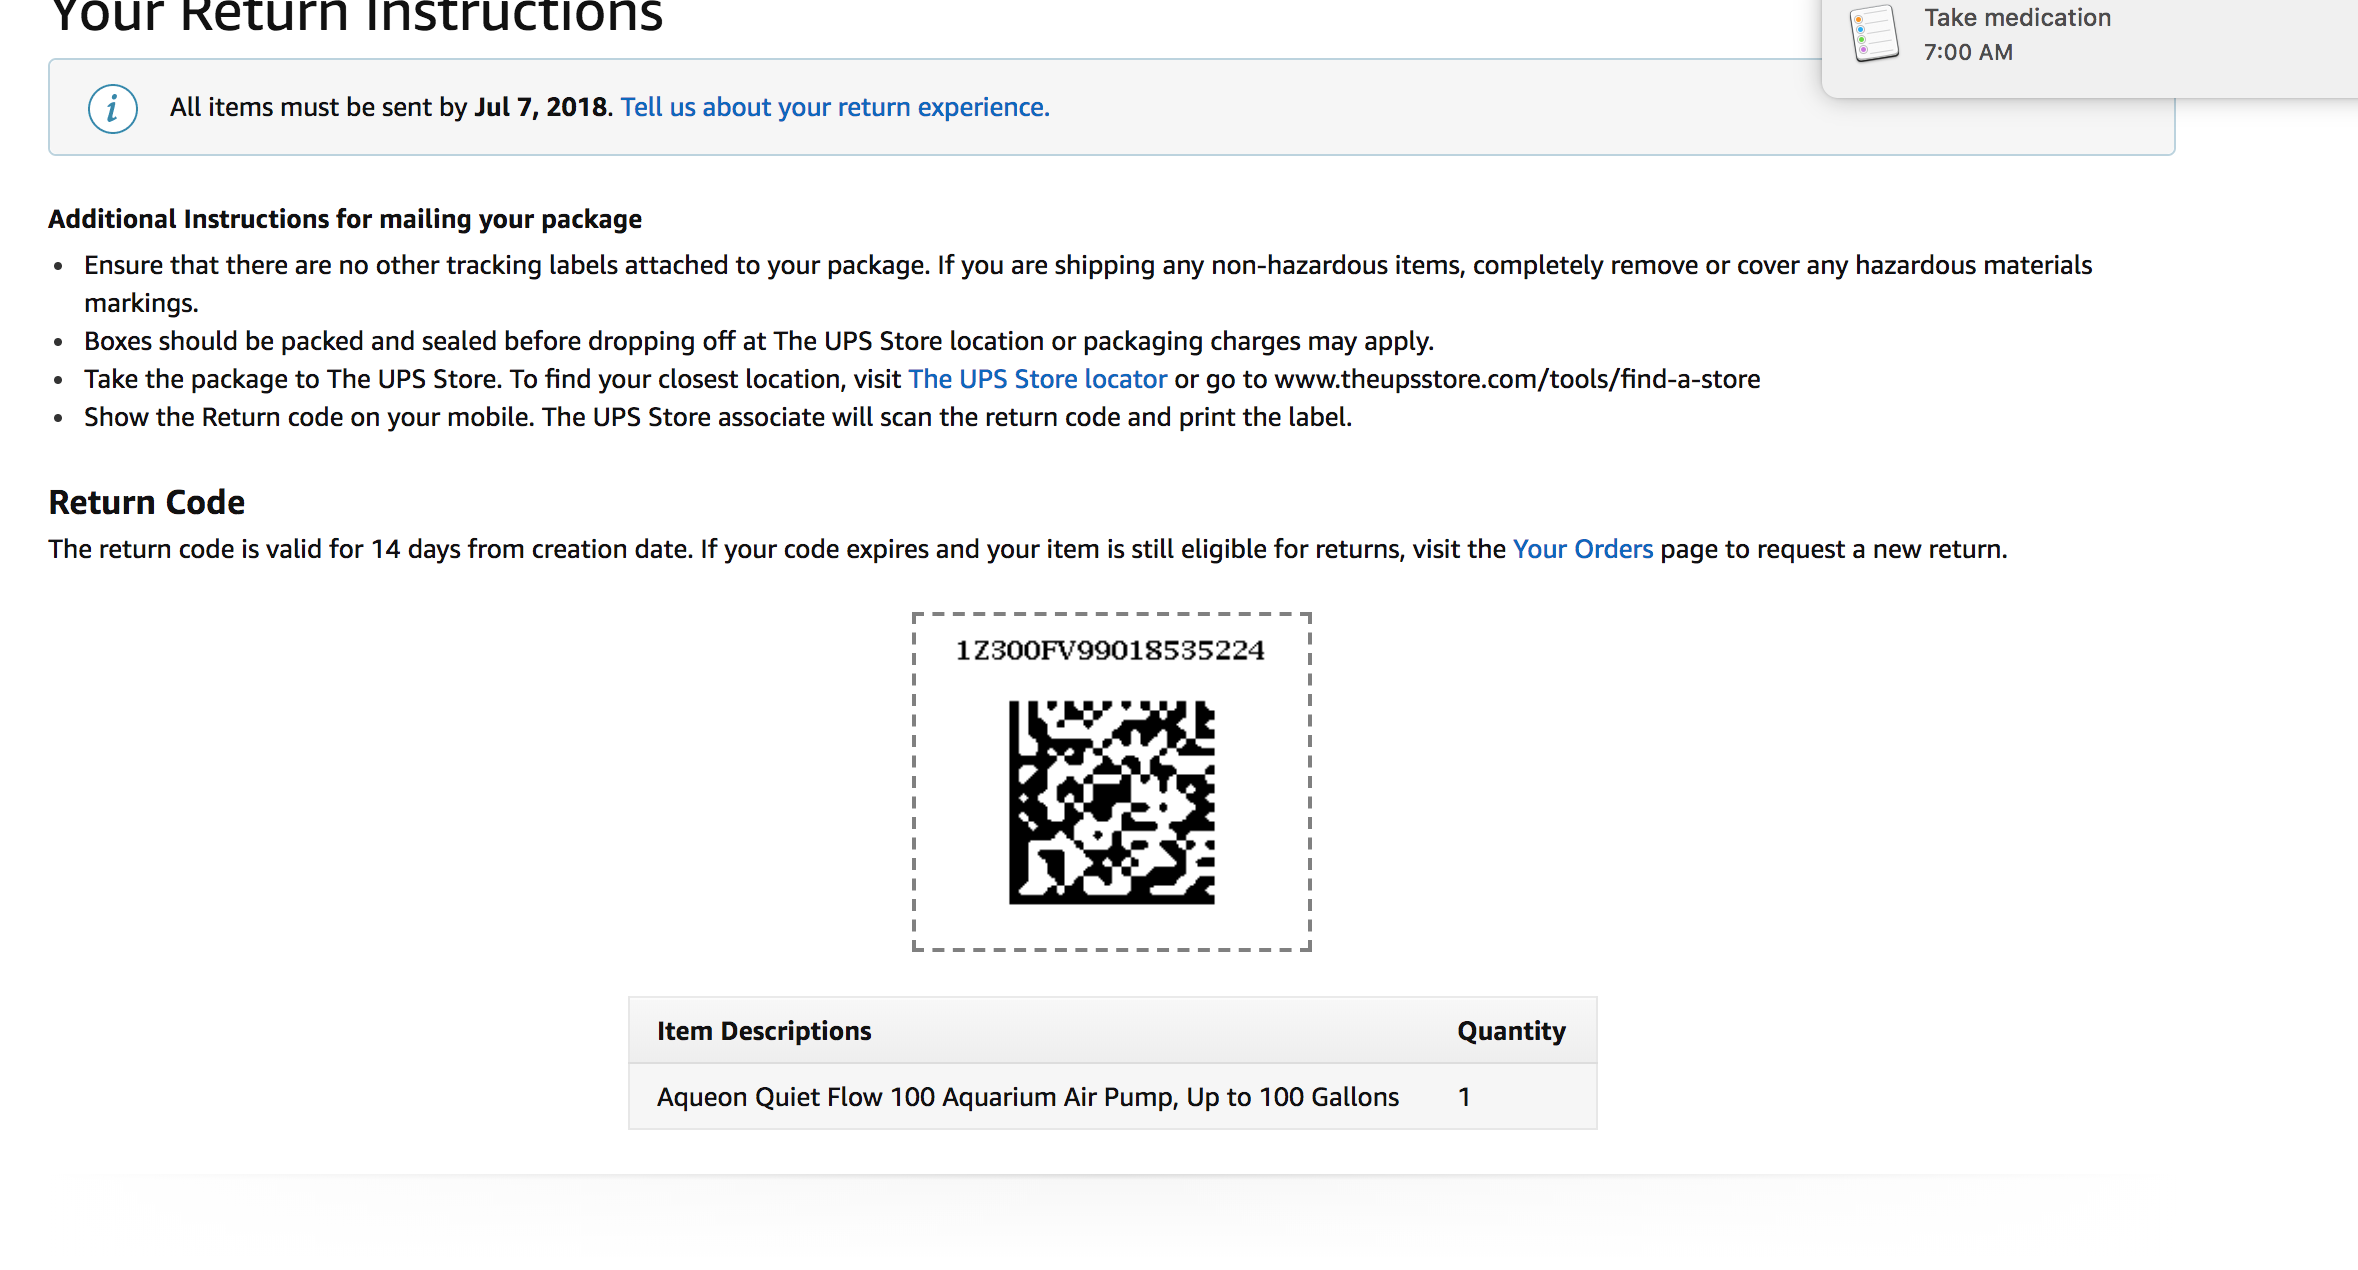 Your Return Instructions
Take medication
7:00 AM
i
All items must be sent by Jul 7, 2018. Tell us about your return experience.
Additional Instructions for mailing your package
• Ensure that there are no other tracking labels attached to your package. If you are shipping any non-hazardous items, completely remove or cover any hazardous materials
markings.
• Boxes should be packed and sealed before dropping off at The UPS Store location or packaging charges may apply.
• Take the package to The UPS Store. To find your closest location, visit The UPS Store locator or go to www.theupsstore.com/tools/find-a-store
• Show the Return code on your mobile. The UPS Store associate will scan the return code and print the label.
Return Code
The return code is valid for 14 days from creation date. If your code expires and your item is still eligible for returns, visit the Your Orders page to request a new return.
1Z300FV99018535224
Item Descriptions Quantity
Aqueon Quiet Flow 100 Aquarium Air Pump, Up to 100 Gallons 1